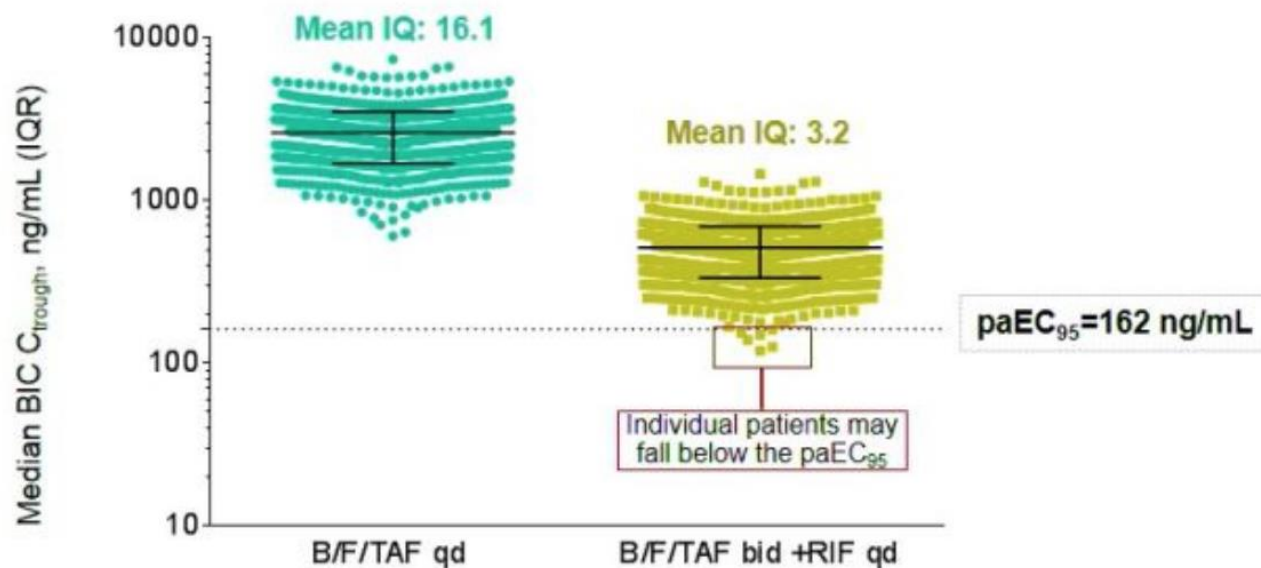 Median BIC Ctrough, ng/mL (IQR)
10000
1000
100
10
Mean IQ: 16.1
Mean IQ: 3.2
paEC95=162 ng/mL
Individual patients may
fall below the paEC95
B/F/TAF qd
B/F/TAF bid +RIF qd